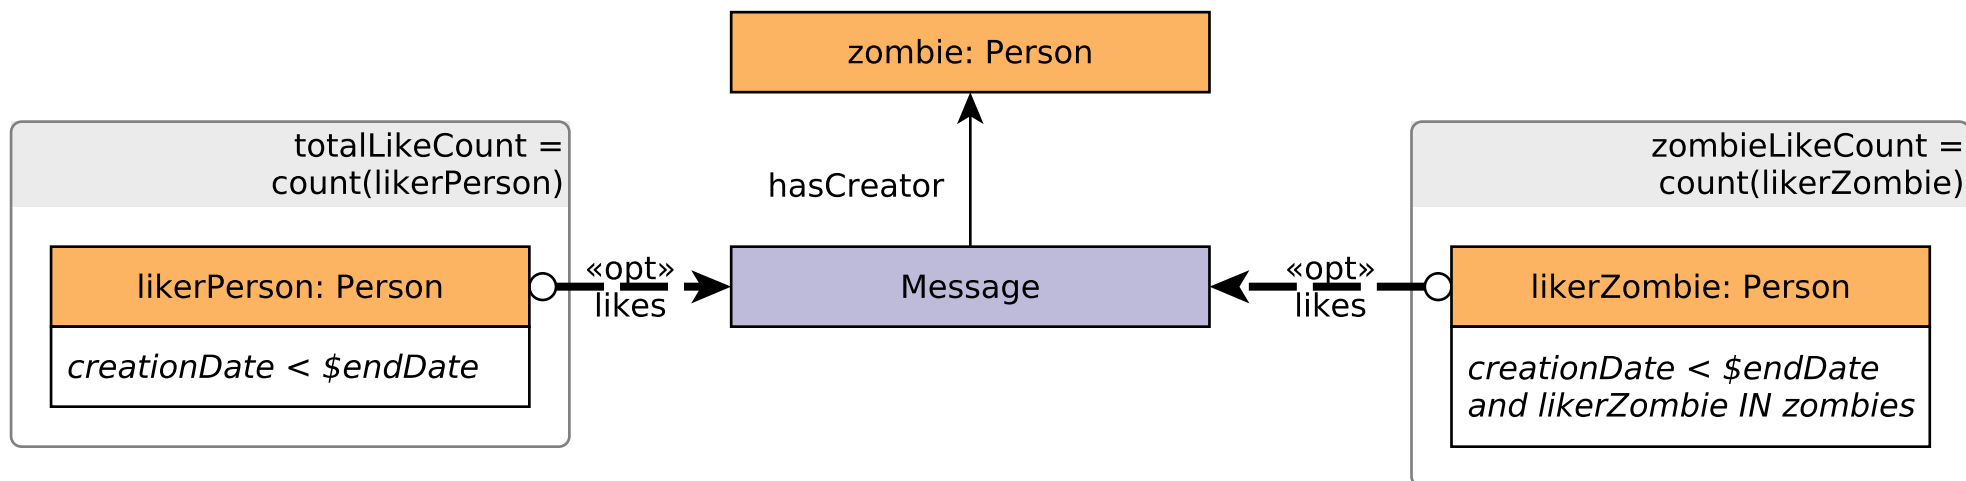 zombie: Person
totalLikeCount =
count(likerPerson)
zombieLikeCount =
count(likerZombie)
hasCreator
likerPerson: Person
«opt»
likes
Message
«opt»
likes
likerZombie: Person
creationDate < $endDate
creationDate < $endDate
and likerZombie IN zombies